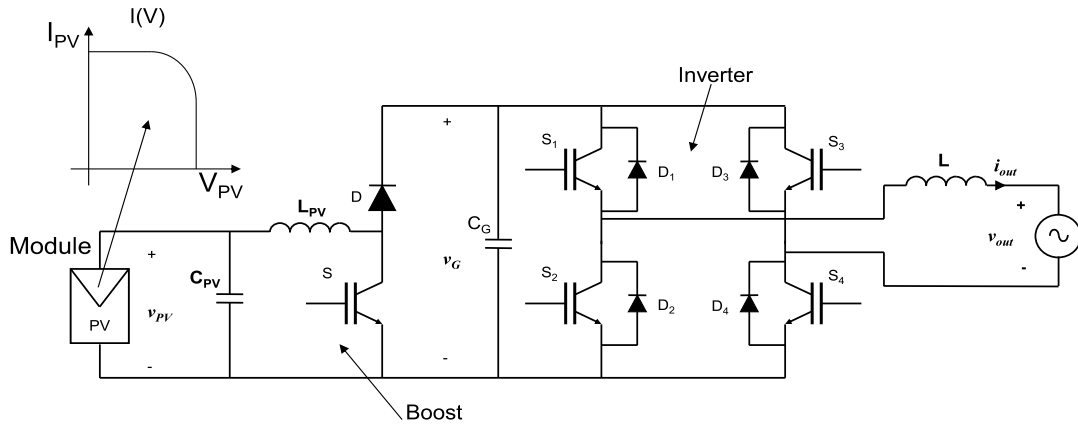 I(V)
I_PV
V_PV
Module
PV
+
v_PV
-
C_PV
L_PV
D
S
Boost
+
v_G
-
C_G
Inverter
S_1
D_1
D_3
S_3
S_2
D_2
D_4
S_4
L
i_out
+
v_out
-